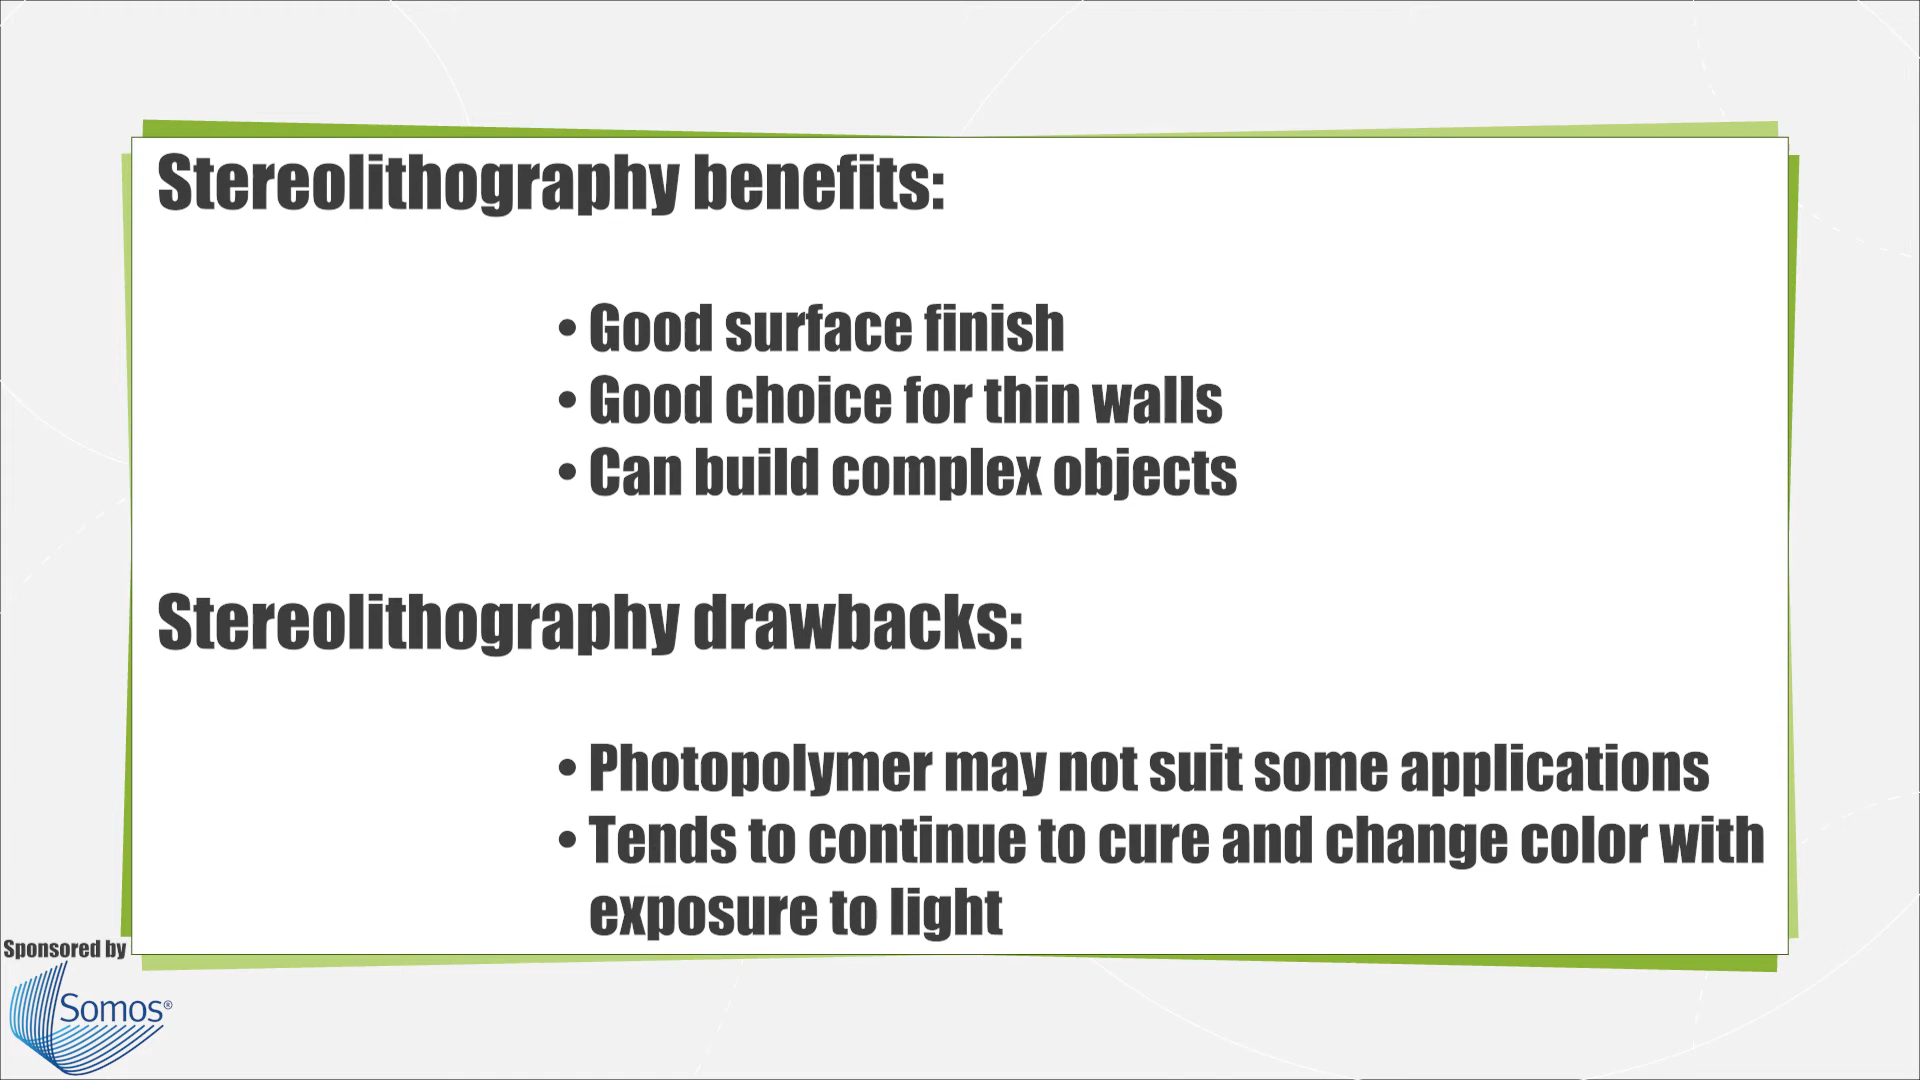 Stereolithography benefits:
• Good surface finish
• Good choice for thin walls
• Can build complex objects
Stereolithography drawbacks:
• Photopolymer may not suit some applications
• Tends to continue to cure and change color with
exposure to light
Sponsored by
Somos®